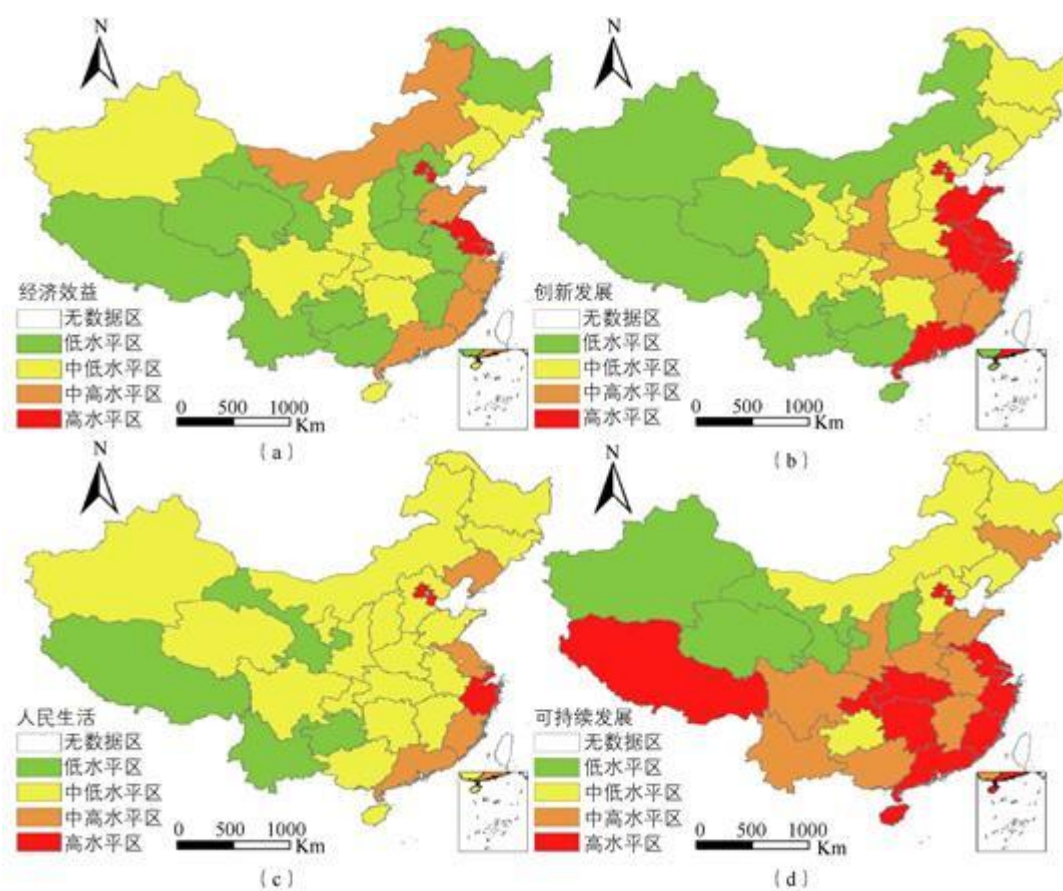 N
经济效益
无数据区
低水平区
中低水平区
中高水平区
高水平区
0 500 1000
Km
(a)
N
创新发展
无数据区
低水平区
中低水平区
中高水平区
高水平区
0 500 1000
Km
(b)
N
人民生活
无数据区
低水平区
中低水平区
中高水平区
高水平区
0 500 1000
Km
(c)
N
可持续发展
无数据区
低水平区
中低水平区
中高水平区
高水平区
0 500 1000
Km
(d)